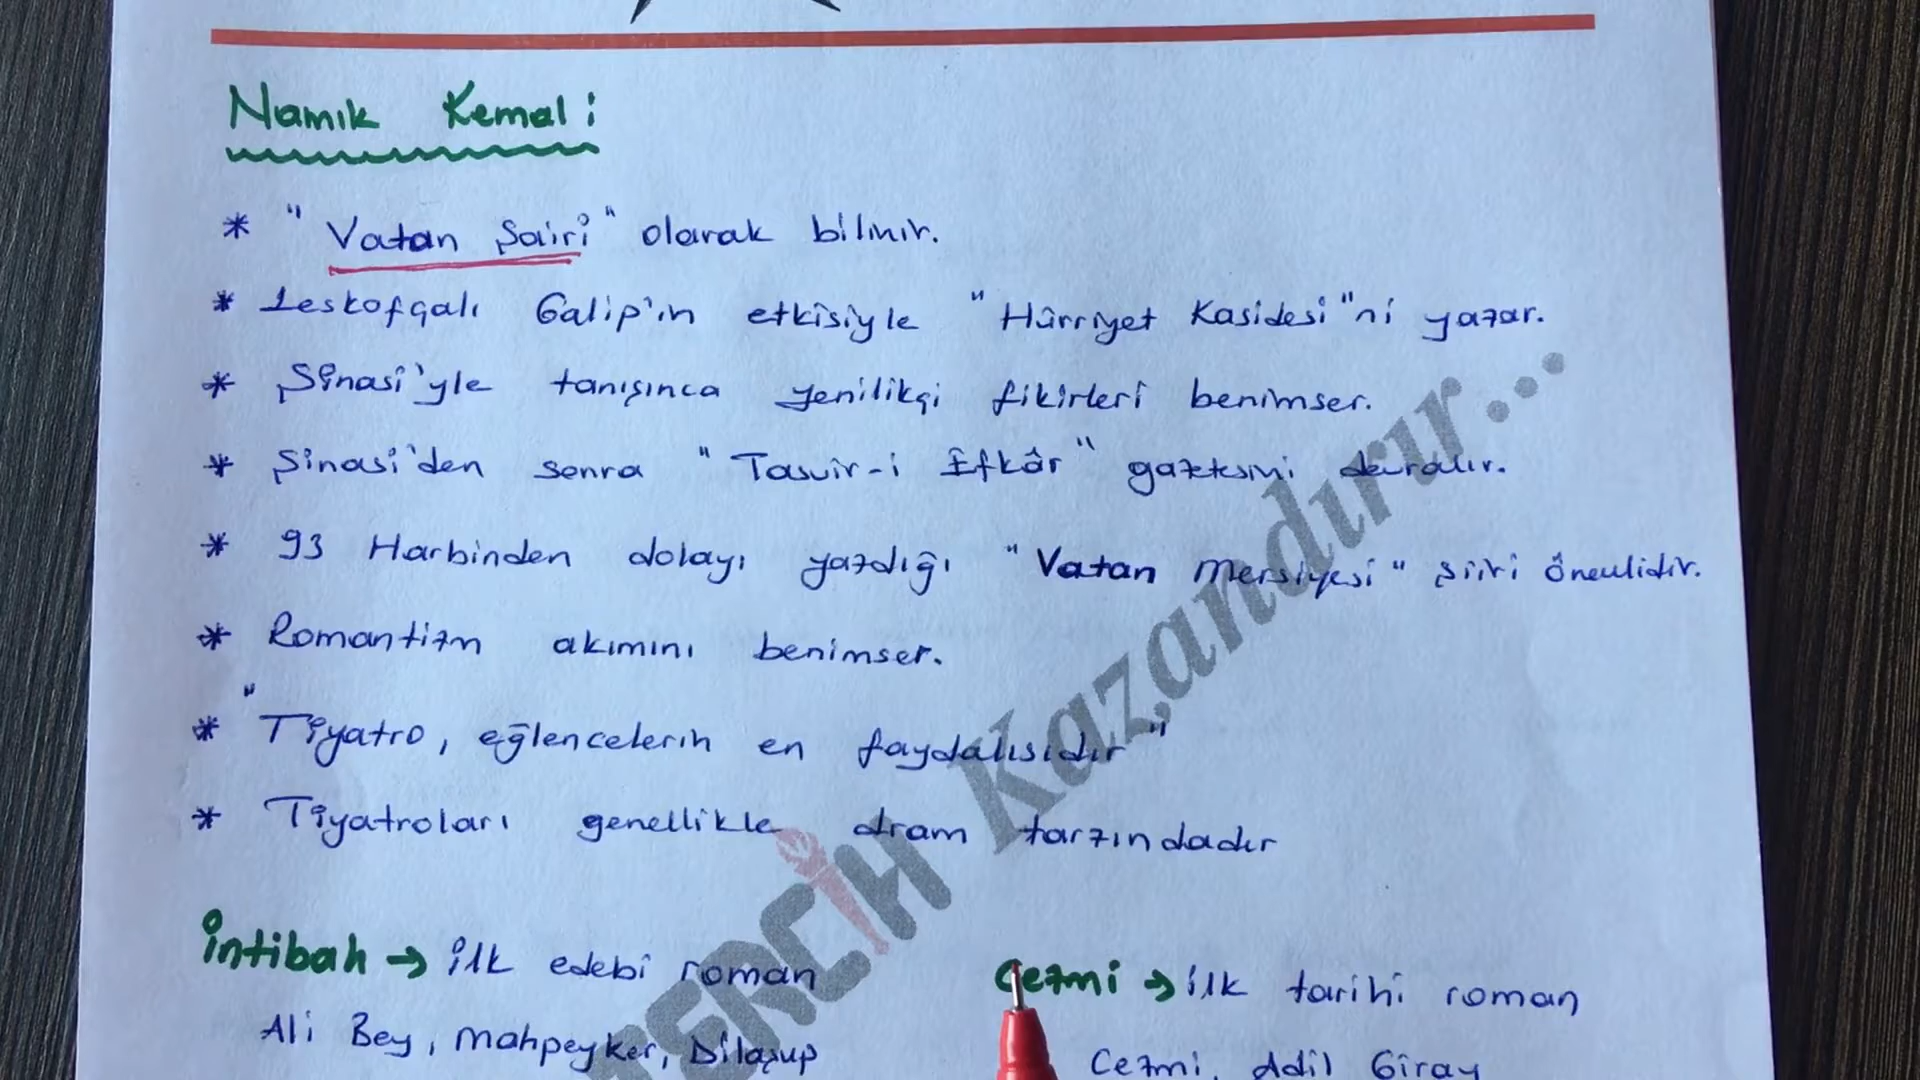 Namık Kemal:
* "Vatan Şairi" olarak bilinir.
* Leskofçalı Galip'in etkisiyle "Hürriyet Kasidesi"ni yazar.
* Şinasi'yle tanışınca yenilikçi fikirleri benimser.
* Şinasi'den sonra "Tasvir-i Efkâr" gazetesini devralır.
* 93 Harbinden dolayı yazdığı "Vatan Mersiyesi" şiiri önemlidir.
* Romantizm akımını benimser.
* "Tiyatro, eğlencelerin en faydalısıdır"
* Tiyatroları genellikle dram tarzındadır
İntibah → ilk edebi roman
Ali Bey, Mahpeyker, Dilaşup
Cezmi → ilk tarihi roman
Cezmi, Adil Giray
TERCİH Kazandırır...